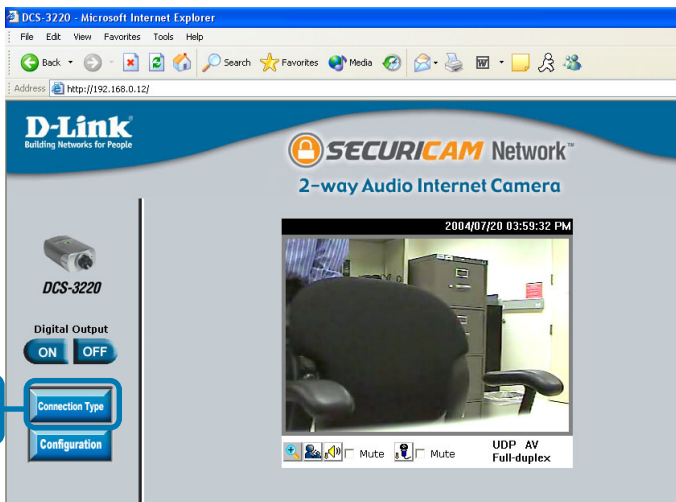 DCS-3220 - Microsoft Internet Explorer
File Edit View Favorites Tools Help
Back Search Favorites Media
Address http://192.168.0.12/
D-Link
Building Networks for People
SECURICAM Network™
2-way Audio Internet Camera
2004/07/20 03:59:32 PM
DCS-3220
Digital Output
ON OFF
Connection Type
Configuration
Mute Mute
UDP AV
Full-duplex